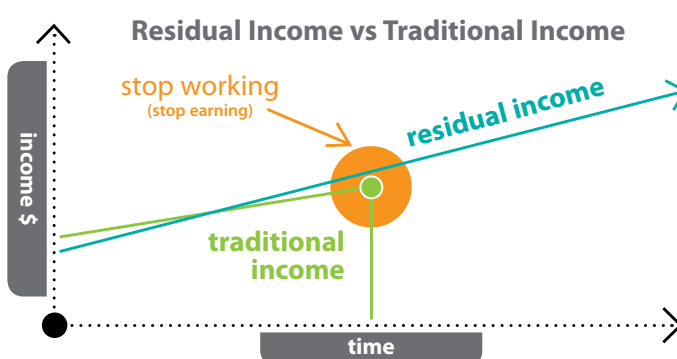 Residual Income vs Traditional Income
stop working
(stop earning)
residual income
income $
traditional
income
time